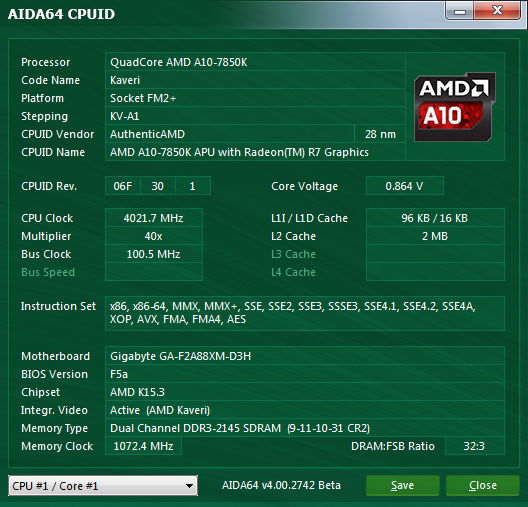 AIDA64 CPUID
Processor QuadCore AMD A10-7850K
Code Name Kaveri
Platform Socket FM2+
Stepping KV-A1
CPUID Vendor AuthenticAMD 28 nm
CPUID Name AMD A10-7850K APU with Radeon(TM) R7 Graphics
AMD
A10
CPUID Rev. 06F 30 1 Core Voltage 0.864 V
CPU Clock 4021.7 MHz L1I / L1D Cache 96 KB / 16 KB
Multiplier 40x L2 Cache 2 MB
Bus Clock 100.5 MHz L3 Cache
Bus Speed L4 Cache
Instruction Set x86, x86-64, MMX, MMX+, SSE, SSE2, SSE3, SSSE3, SSE4.1, SSE4.2, SSE4A,
XOP, AVX, FMA, FMA4, AES
Motherboard Gigabyte GA-F2A88XM-D3H
BIOS Version F5a
Chipset AMD K15.3
Integr. Video Active (AMD Kaveri)
Memory Type Dual Channel DDR3-2145 SDRAM (9-11-10-31 CR2)
Memory Clock 1072.4 MHz DRAM:FSB Ratio 32:3
CPU #1 / Core #1 AIDA64 v4.00.2742 Beta Save Close